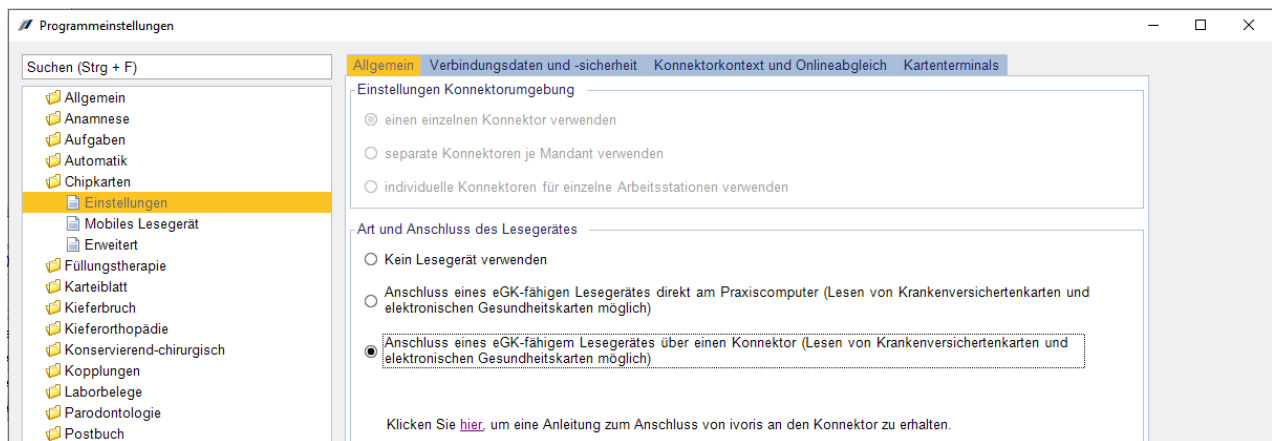 Programmeinstellungen
Suchen (Strg + F)
Allgemein
Anamnese
Aufgaben
Automatik
Chipkarten
Einstellungen
Mobiles Lesegerät
Erweitert
Füllungstherapie
Karteiblatt
Kieferbruch
Kieferorthopädie
Konservierend-chirurgisch
Kopplungen
Laborbelege
Parodontologie
Postbuch
Allgemein Verbindungsdaten und -sicherheit Konnektorkontext und Onlineabgleich Kartenterminals
Einstellungen Konnektorumgebung
einen einzelnen Konnektor verwenden
separate Konnektoren je Mandant verwenden
individuelle Konnektoren für einzelne Arbeitsstationen verwenden
Art und Anschluss des Lesegerätes
Kein Lesegerät verwenden
Anschluss eines eGK-fähigen Lesegerätes direkt am Praxiscomputer (Lesen von Krankenversichertenkarten und
elektronischen Gesundheitskarten möglich)
Anschluss eines eGK-fähigem Lesegerätes über einen Konnektor (Lesen von Krankenversichertenkarten und
elektronischen Gesundheitskarten möglich)
Klicken Sie hier, um eine Anleitung zum Anschluss von ivoris an den Konnektor zu erhalten.